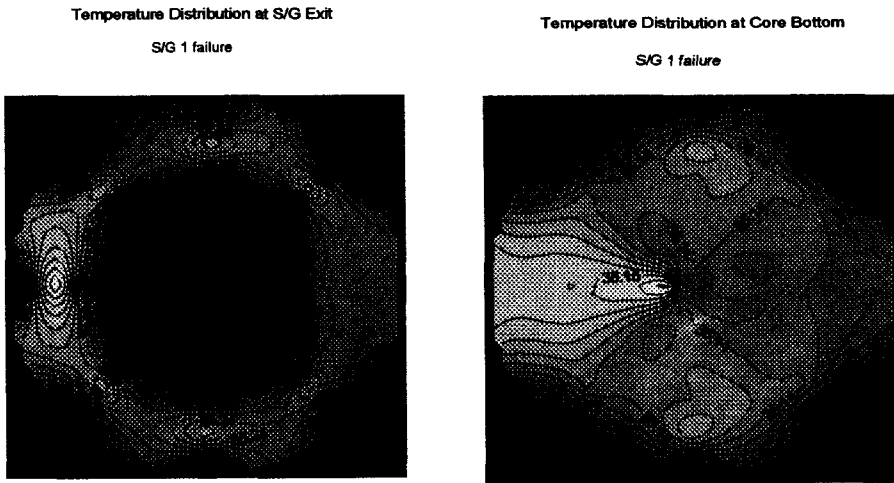 Temperature Distribution at S/G Exit
S/G 1 failure
Temperature Distribution at Core Bottom
S/G 1 failure